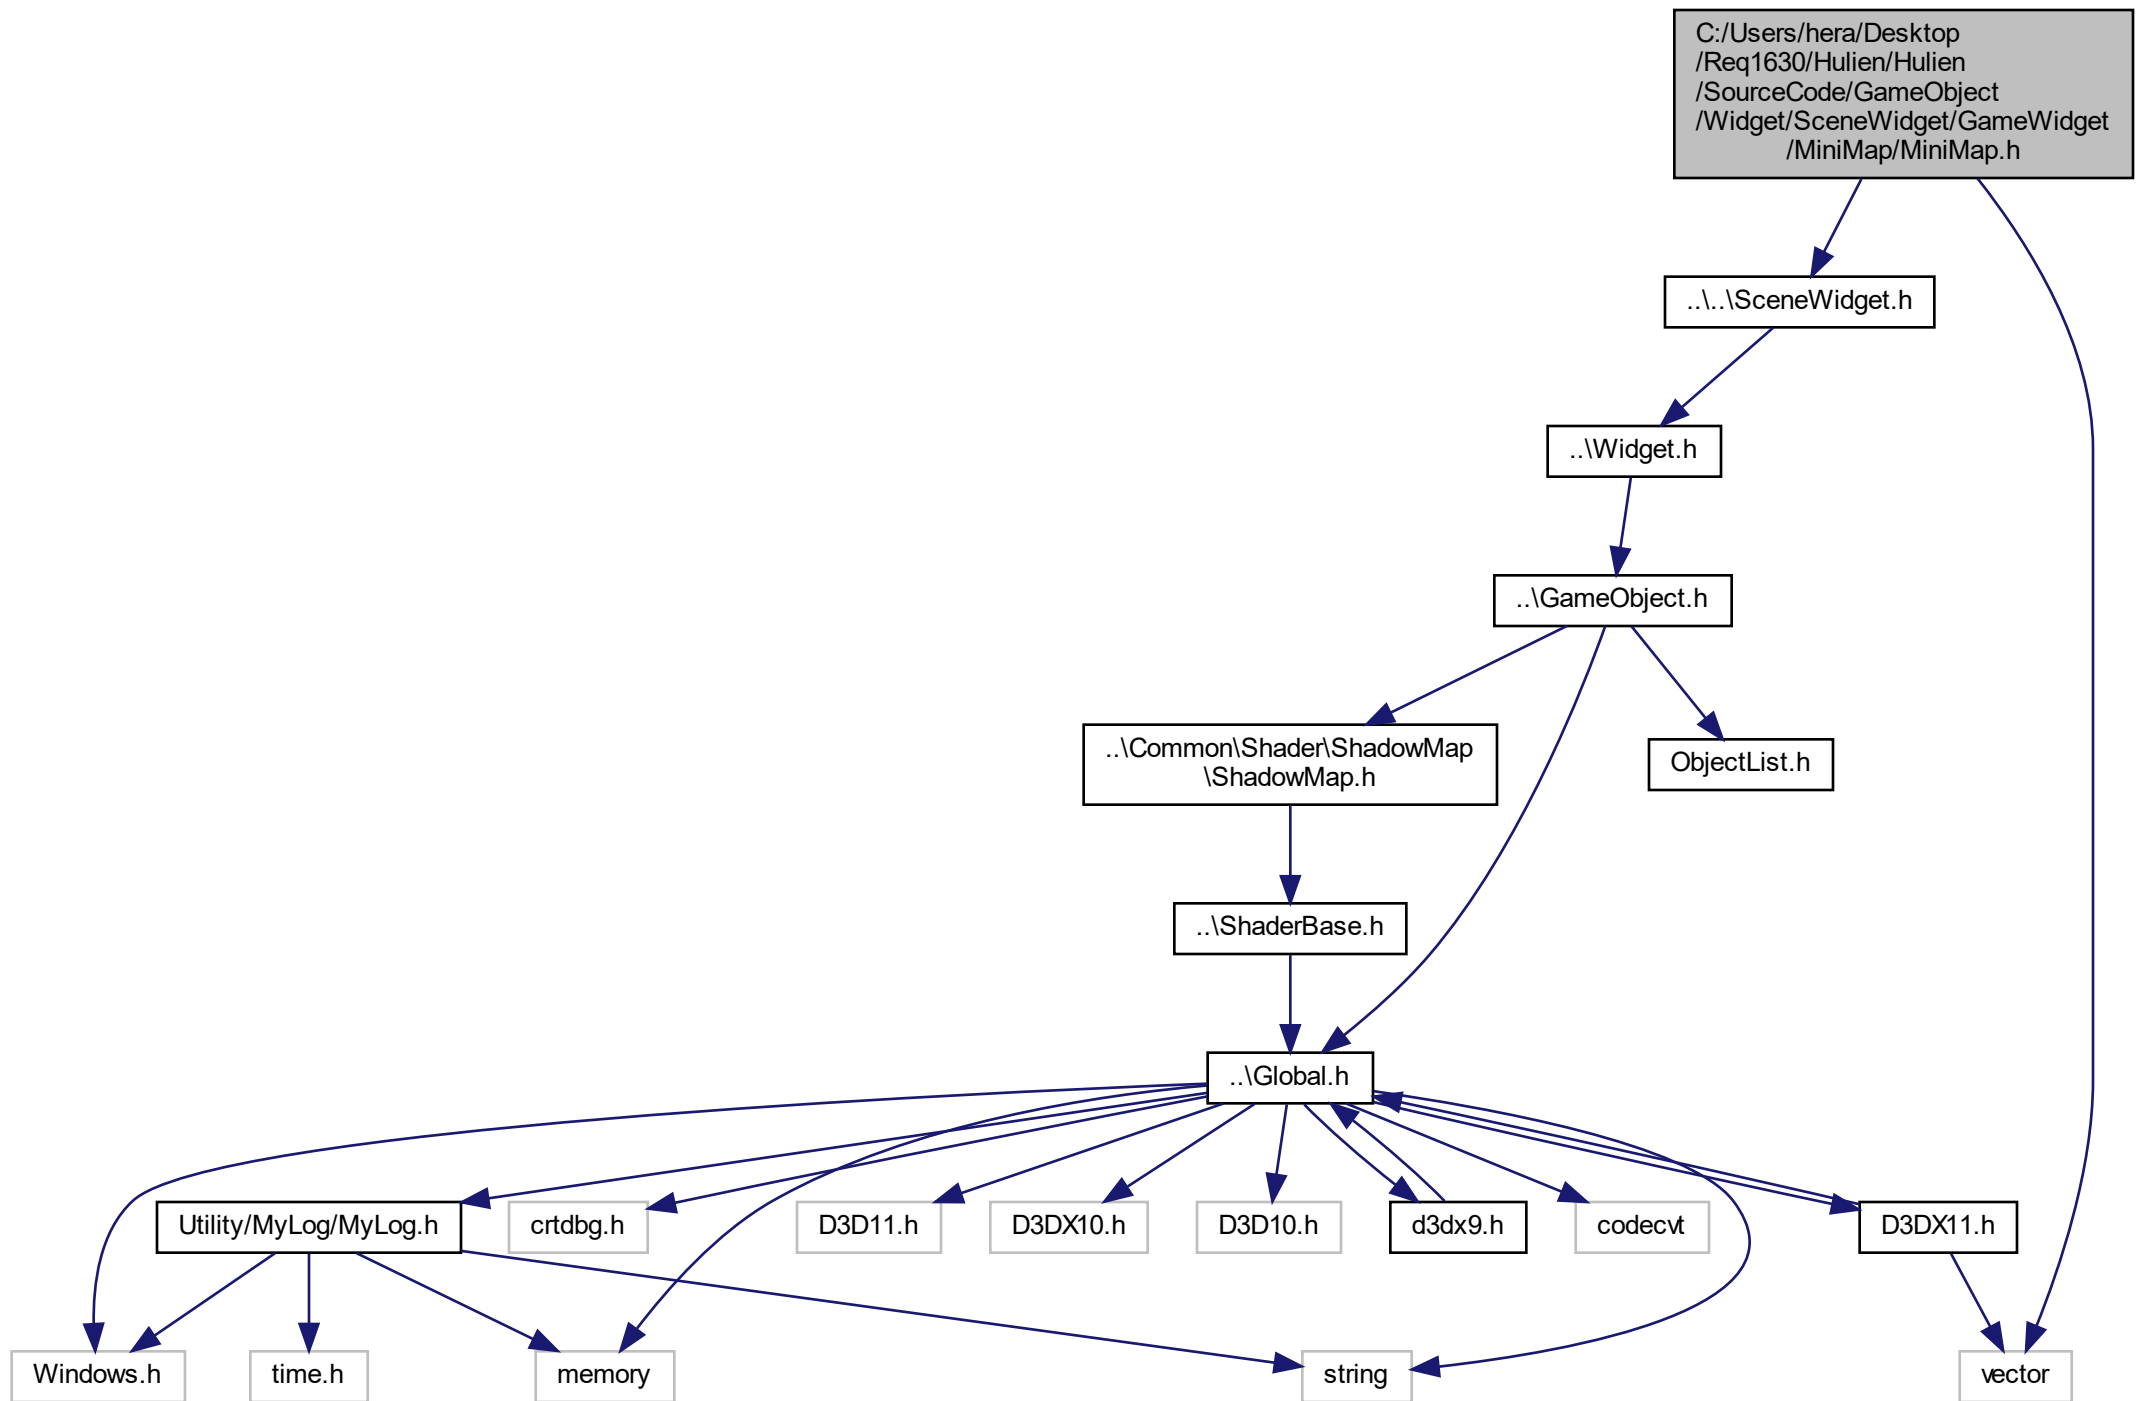 C:/Users/hera/Desktop
/Req1630/Hulien/Hulien
/SourceCode/GameObject
/Widget/SceneWidget/GameWidget
/MiniMap/MiniMap.h
..\..\SceneWidget.h
..\Widget.h
..\GameObject.h
..\Common\Shader\ShadowMap
\ShadowMap.h
ObjectList.h
..\ShaderBase.h
..\Global.h
Utility/MyLog/MyLog.h
crtdbg.h
D3D11.h
D3DX10.h
D3D10.h
d3dx9.h
codecvt
D3DX11.h
Windows.h
time.h
memory
string
vector